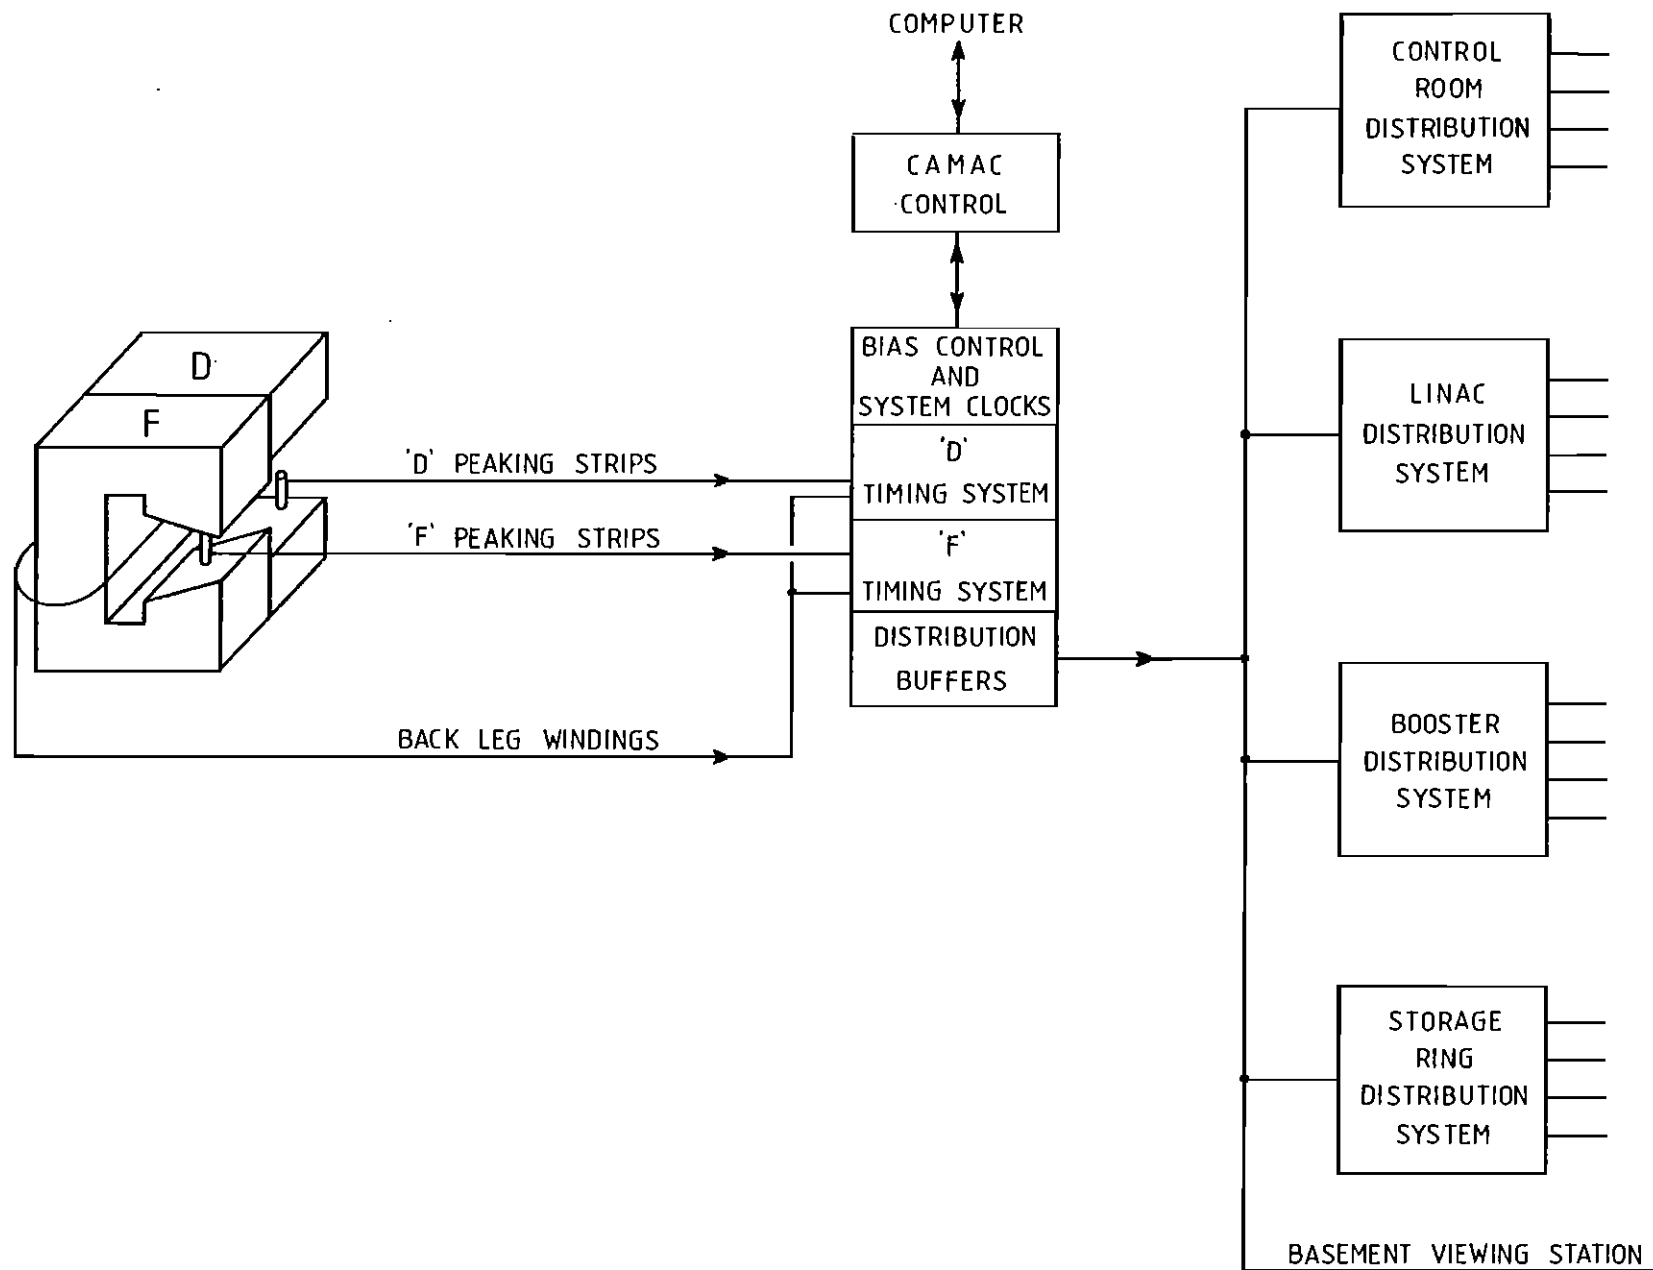 COMPUTER
CAMAC
CONTROL
BIAS CONTROL
AND
SYSTEM CLOCKS
'D'
TIMING SYSTEM
'F'
TIMING SYSTEM
DISTRIBUTION
BUFFERS
D
F
'D' PEAKING STRIPS
'F' PEAKING STRIPS
BACK LEG WINDINGS
CONTROL
ROOM
DISTRIBUTION
SYSTEM
LINAC
DISTRIBUTION
SYSTEM
BOOSTER
DISTRIBUTION
SYSTEM
STORAGE
RING
DISTRIBUTION
SYSTEM
BASEMENT VIEWING STATION